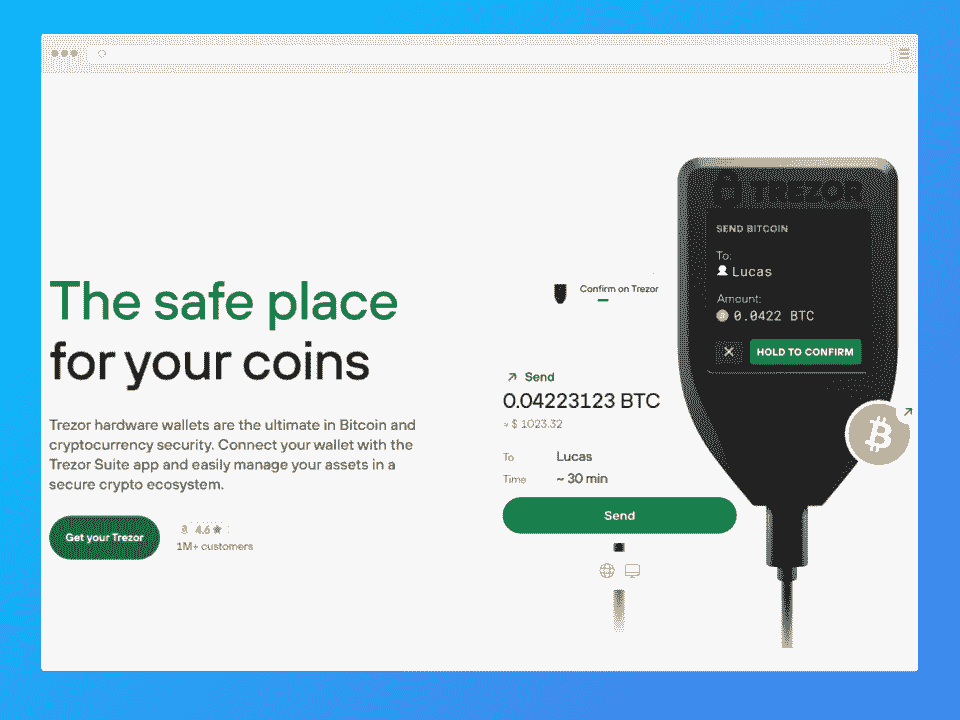 The safe place
for your coins
Trezor hardware wallets are the ultimate in Bitcoin and
cryptocurrency security. Connect your wallet with the
Trezor Suite app and easily manage your assets in a
secure crypto ecosystem.
Get your Trezor
4.6 ★
1M+ customers
Confirm on Trezor
Send
0.04223123 BTC
≈ $ 1023.32
To Lucas
Time ~ 30 min
Send
TREZOR
SEND BITCOIN
To:
Lucas
Amount:
0.0422 BTC
HOLD TO CONFIRM